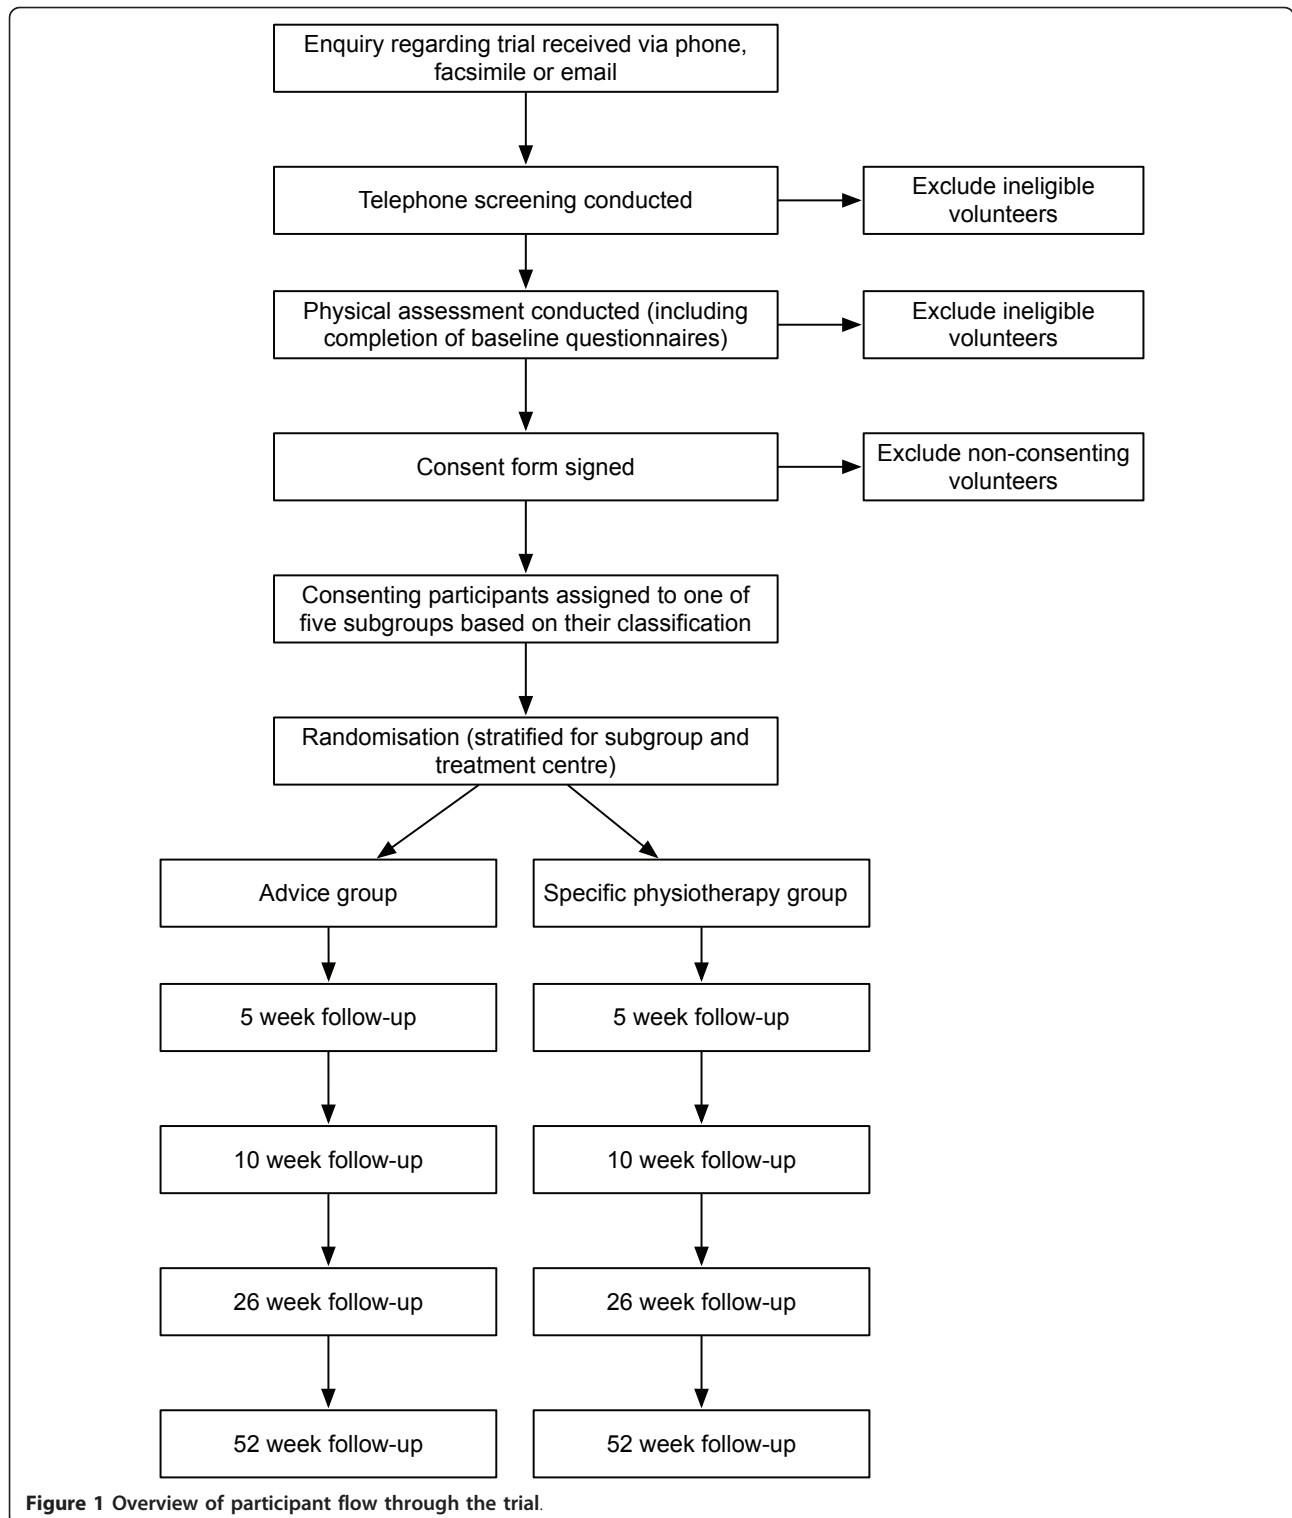 Enquiry regarding trial received via phone,
facsimile or email
Telephone screening conducted
Exclude ineligible
volunteers
Physical assessment conducted (including
completion of baseline questionnaires)
Exclude ineligible
volunteers
Consent form signed
Exclude non-consenting
volunteers
Consenting participants assigned to one of
five subgroups based on their classification
Randomisation (stratified for subgroup and
treatment centre)
Advice group
Specific physiotherapy group
5 week follow-up
5 week follow-up
10 week follow-up
10 week follow-up
26 week follow-up
26 week follow-up
52 week follow-up
52 week follow-up
Figure 1 Overview of participant flow through the trial.